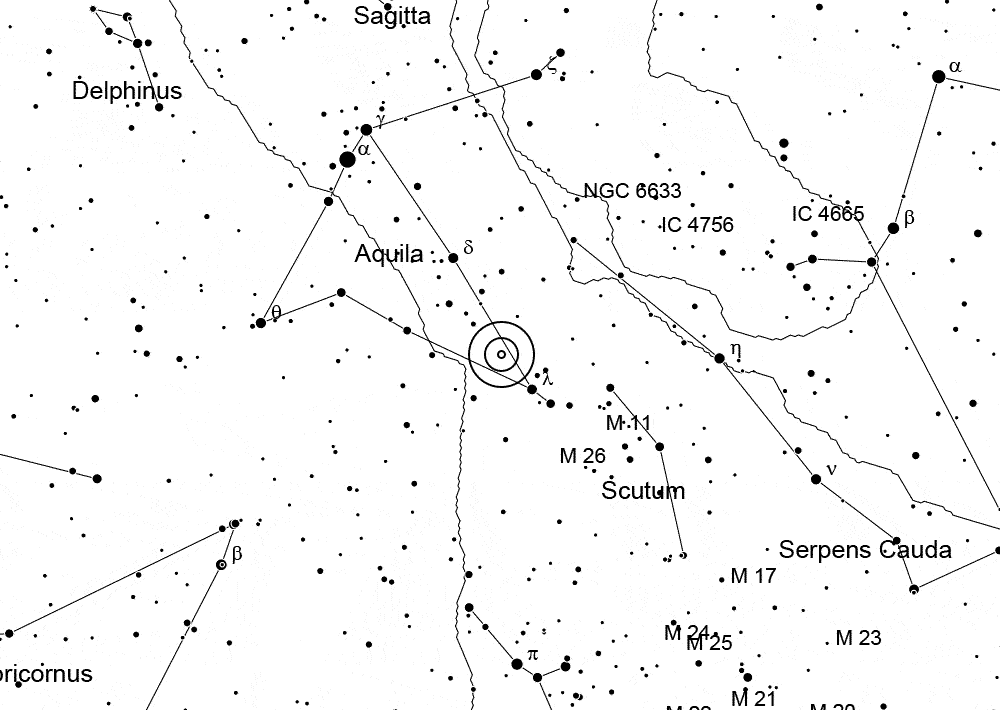 Sagitta
ζ
α
Delphinus
γ
α
NGC 6633
IC 4665
β
IC 4756
Aquila
δ
θ
η
λ
M 11
M 26
ν
Scutum
β
Serpens Cauda
M 17
M 24
M 25
M 23
π
ricornus
M 21